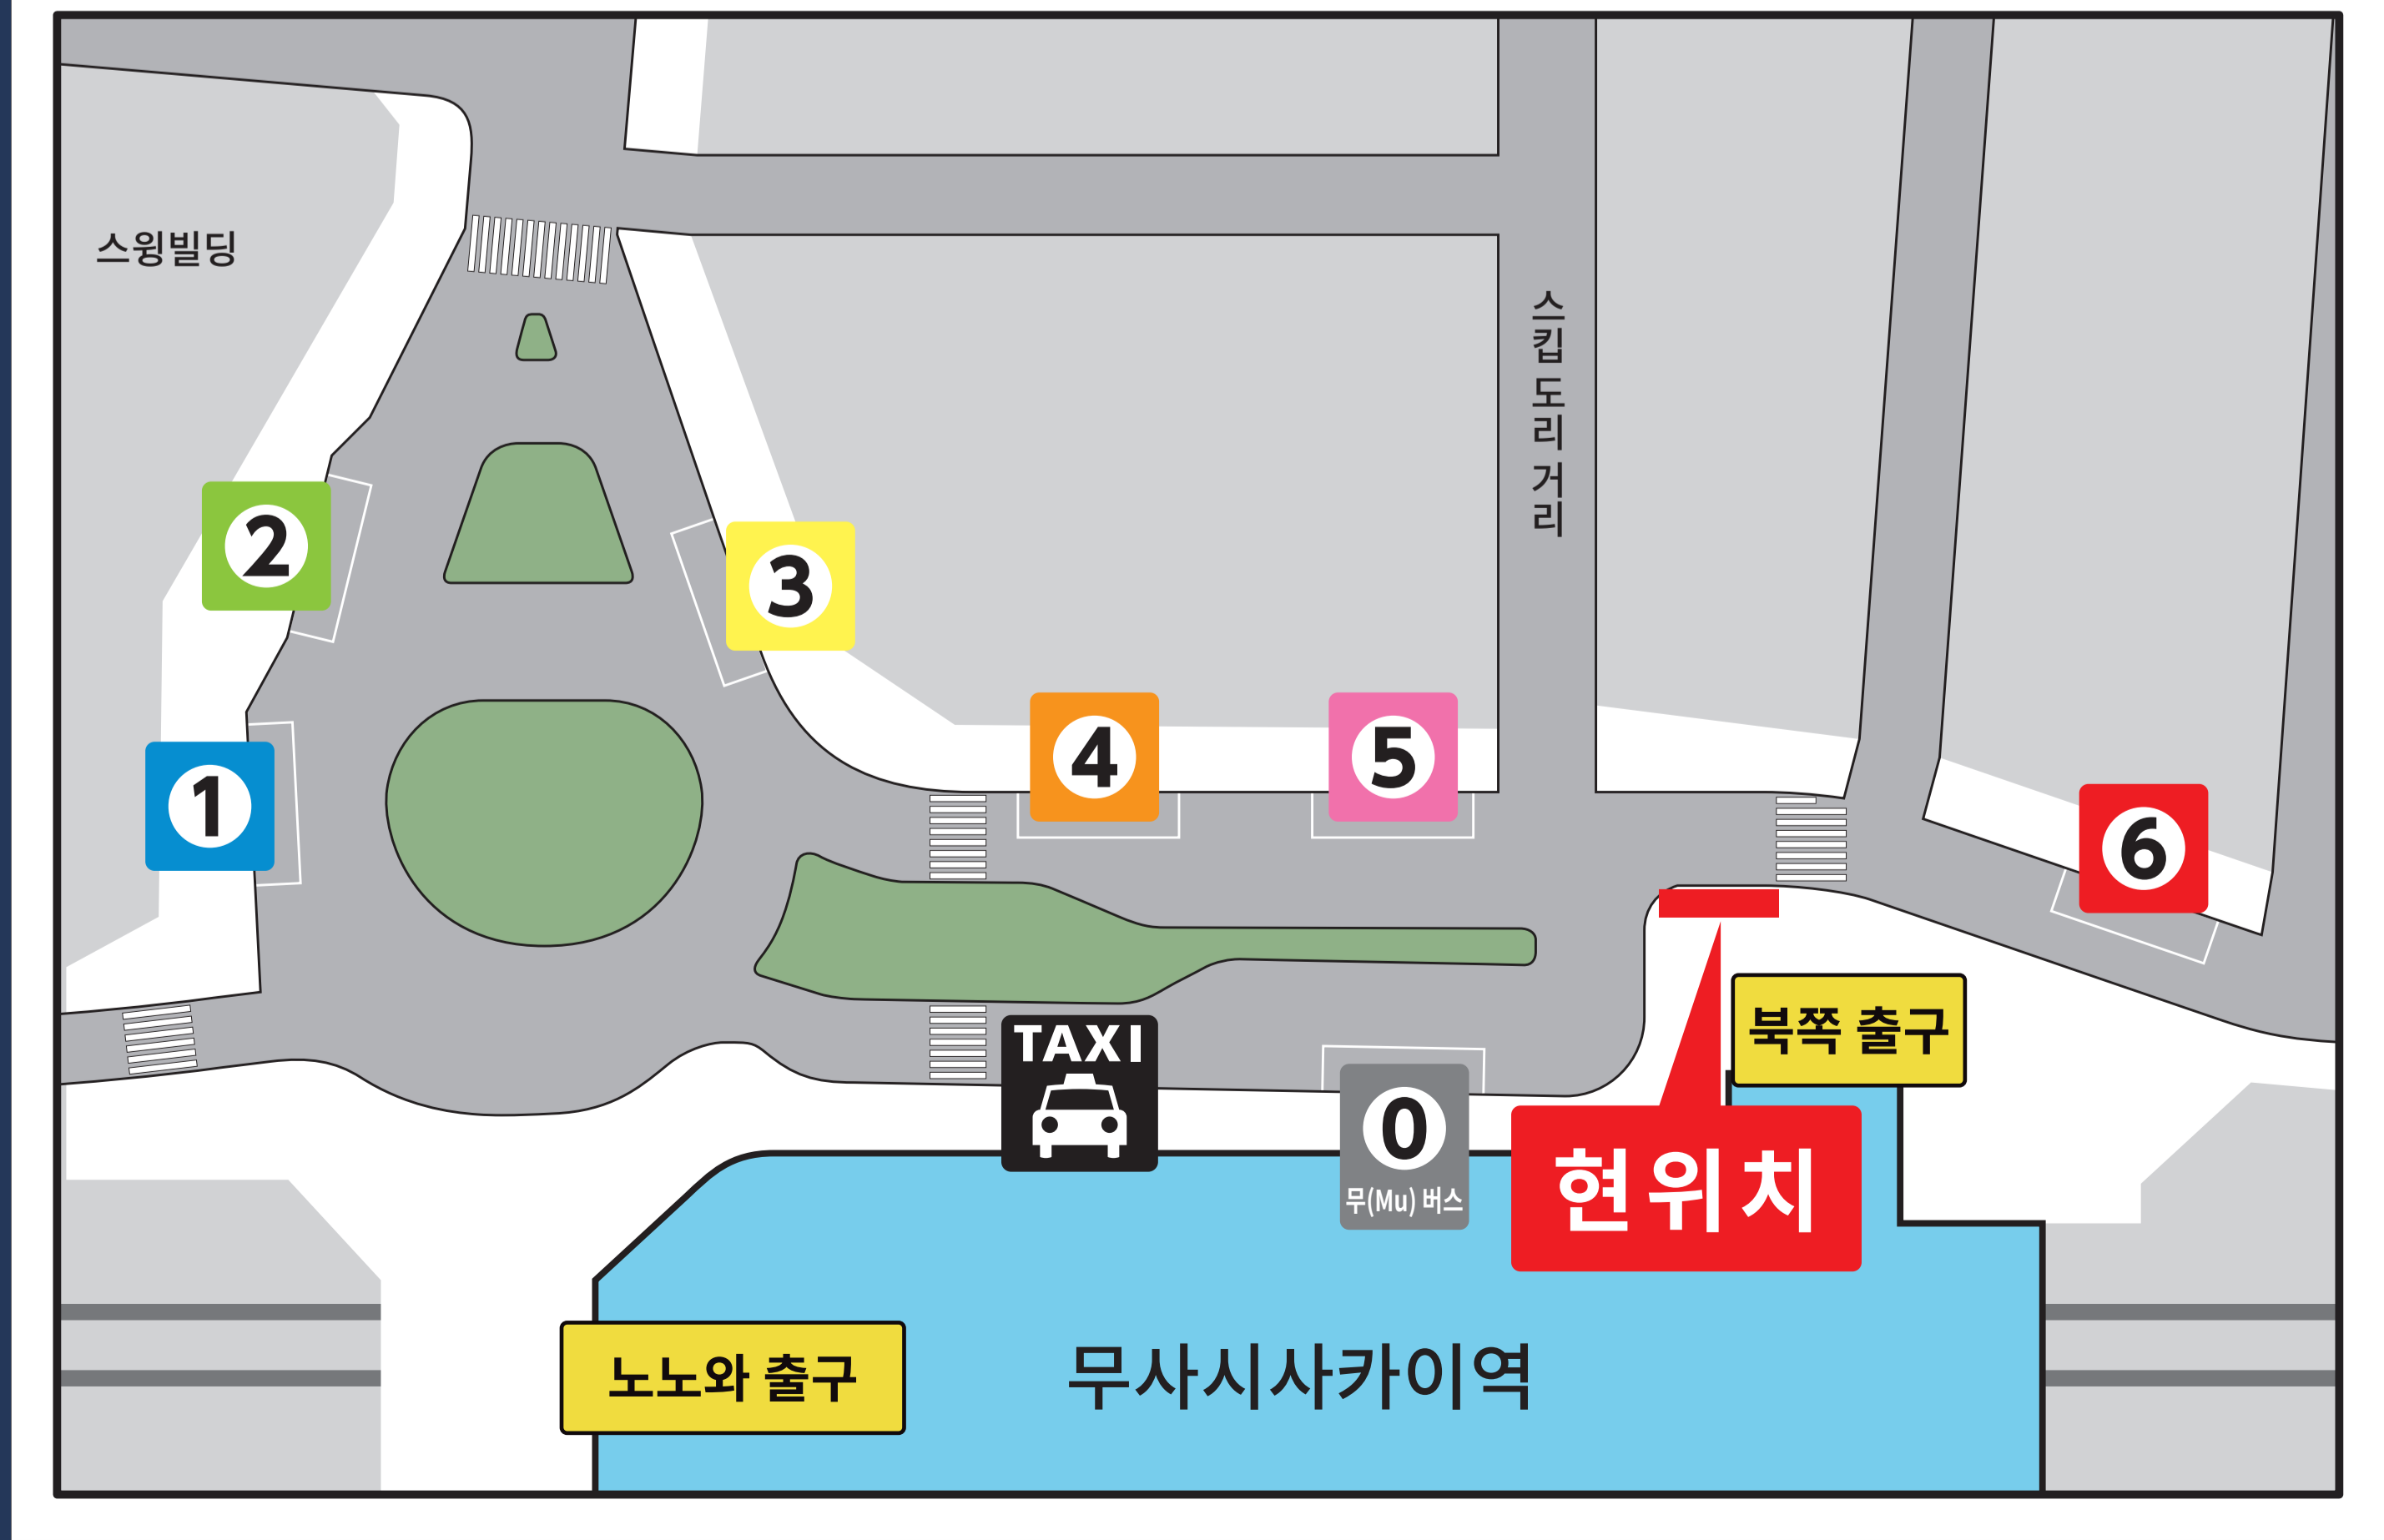 스윙빌딩
스킵 도리 거리
2
3
4
5
1
6
북쪽 출구
TAXI
0
무(Mu) 버스
현위치
노노와 출구
무사시사카이역